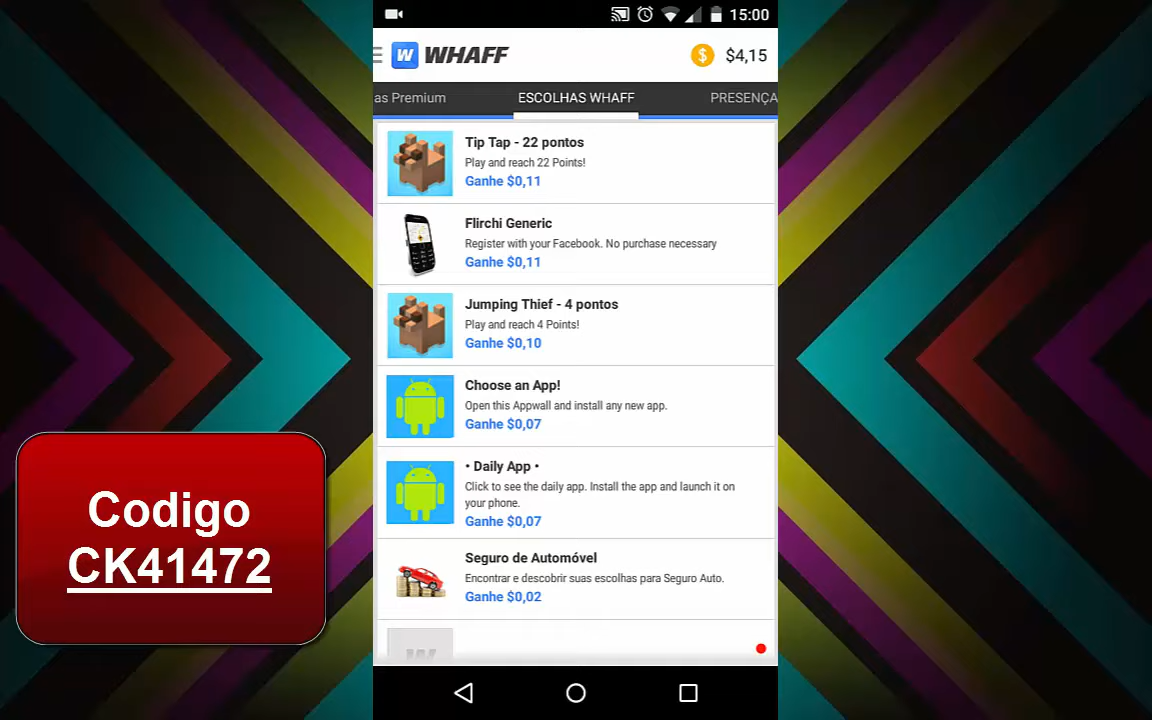 15:00
W WHAFF
$4,15
as Premium
ESCOLHAS WHAFF
PRESENÇA
Tip Tap - 22 pontos
Play and reach 22 Points!
Ganhe $0,11
Flirchi Generic
Register with your Facebook. No purchase necessary
Ganhe $0,11
Jumping Thief - 4 pontos
Play and reach 4 Points!
Ganhe $0,10
Choose an App!
Open this Appwall and install any new app.
Ganhe $0,07
• Daily App •
Click to see the daily app. Install the app and launch it on
your phone.
Ganhe $0,07
Seguro de Automóvel
Encontrar e descobrir suas escolhas para Seguro Auto.
Ganhe $0,02
W
Codigo
CK41472